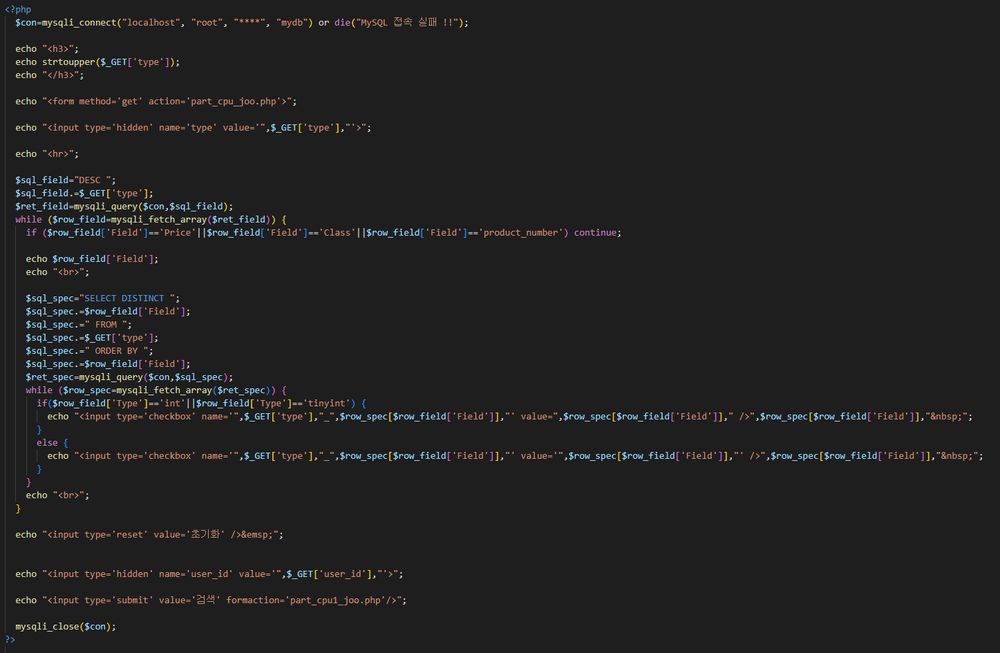 <?php
$con=mysqli_connect("localhost", "root", "****", "mydb") or die("MySQL 접속 실패 !!");
echo "<h3>";
echo strtoupper($_GET['type']);
echo "</h3>";
echo "<form method='get' action='part_cpu_joo.php'>";
echo "<input type='hidden' name='type' value='",$_GET['type'],"'>";
echo "<hr>";
$sql_field="DESC ";
$sql_field.=$_GET['type'];
$ret_field=mysqli_query($con,$sql_field);
while ($row_field=mysqli_fetch_array($ret_field)) {
if ($row_field['Field']=='Price'||$row_field['Field']=='Class'||$row_field['Field']=='product_number') continue;
echo $row_field['Field'];
echo "<br>";
$sql_spec="SELECT DISTINCT ";
$sql_spec.=$row_field['Field'];
$sql_spec.=" FROM ";
$sql_spec.=$_GET['type'];
$sql_spec.=" ORDER BY ";
$sql_spec.=$row_field['Field'];
$ret_spec=mysqli_query($con,$sql_spec);
while ($row_spec=mysqli_fetch_array($ret_spec)) {
if($row_field['Type']=='int'||$row_field['Type']=='tinyint') {
echo "<input type='checkbox' name='",$_GET['type'],"_",$row_spec[$row_field['Field']],"' value=",$row_spec[$row_field['Field']]," />",$row_spec[$row_field['Field']],"&nbsp;";
}
else {
echo "<input type='checkbox' name='",$_GET['type'],"_",$row_spec[$row_field['Field']],"' value='",$row_spec[$row_field['Field']],"' />",$row_spec[$row_field['Field']],"&nbsp;";
}
}
echo "<br>";
}
echo "<input type='reset' value='초기화' />&emsp;";
echo "<input type='hidden' name='user_id' value='",$_GET['user_id'],"'>";
echo "<input type='submit' value='검색' formaction='part_cpu1_joo.php'/>";
mysqli_close($con);
?>